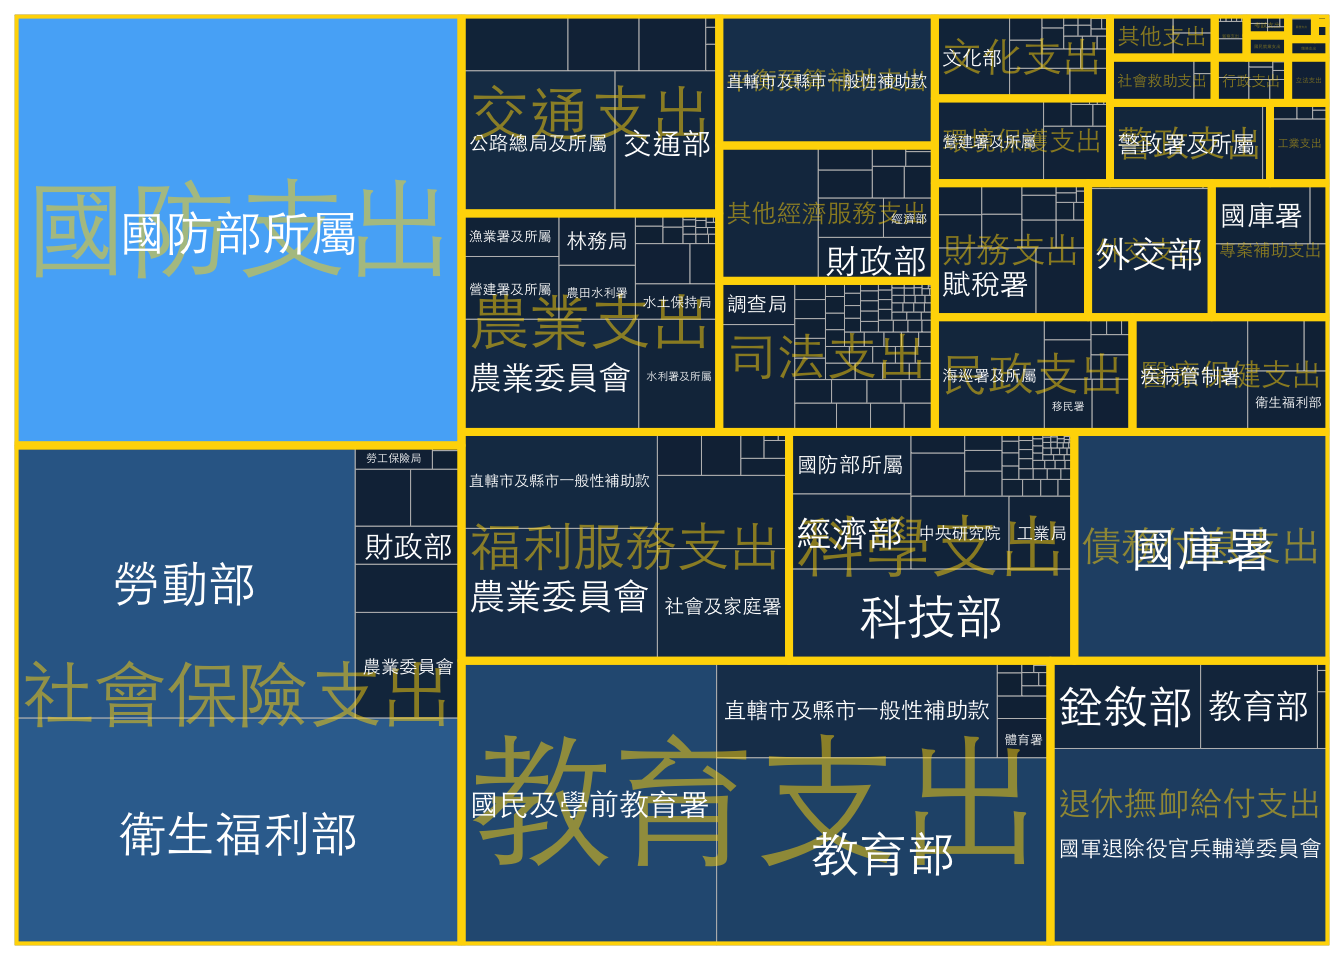 國防支出
國防部所屬
社會保險支出
勞動部
勞工保險局
財政部
農業委員會
衛生福利部
交通支出
公路總局及所屬
交通部
農業支出
漁業署及所屬
林務局
營建署及所屬
農田水利署
水土保持局
農業委員會
水利署及所屬
直轄市及縣市一般性補助款
其他經濟服務支出
經濟部
財政部
司法支出
調查局
文化支出
文化部
環境保護支出
營建署及所屬
其他支出
社會救助支出
行政支出
立法支出
警政支出
警政署及所屬
工業支出
財務支出
賦稅署
外交部
國庫署
專案補助支出
民政支出
海巡署及所屬
移民署
醫療保健支出
疾病管制署
衛生福利部
福利服務支出
直轄市及縣市一般性補助款
農業委員會
社會及家庭署
科學支出
國防部所屬
經濟部
中央研究院
工業局
科技部
國庫署
教育支出
國民及學前教育署
直轄市及縣市一般性補助款
體育署
教育部
退休撫卹給付支出
銓敘部
教育部
國軍退除役官兵輔導委員會